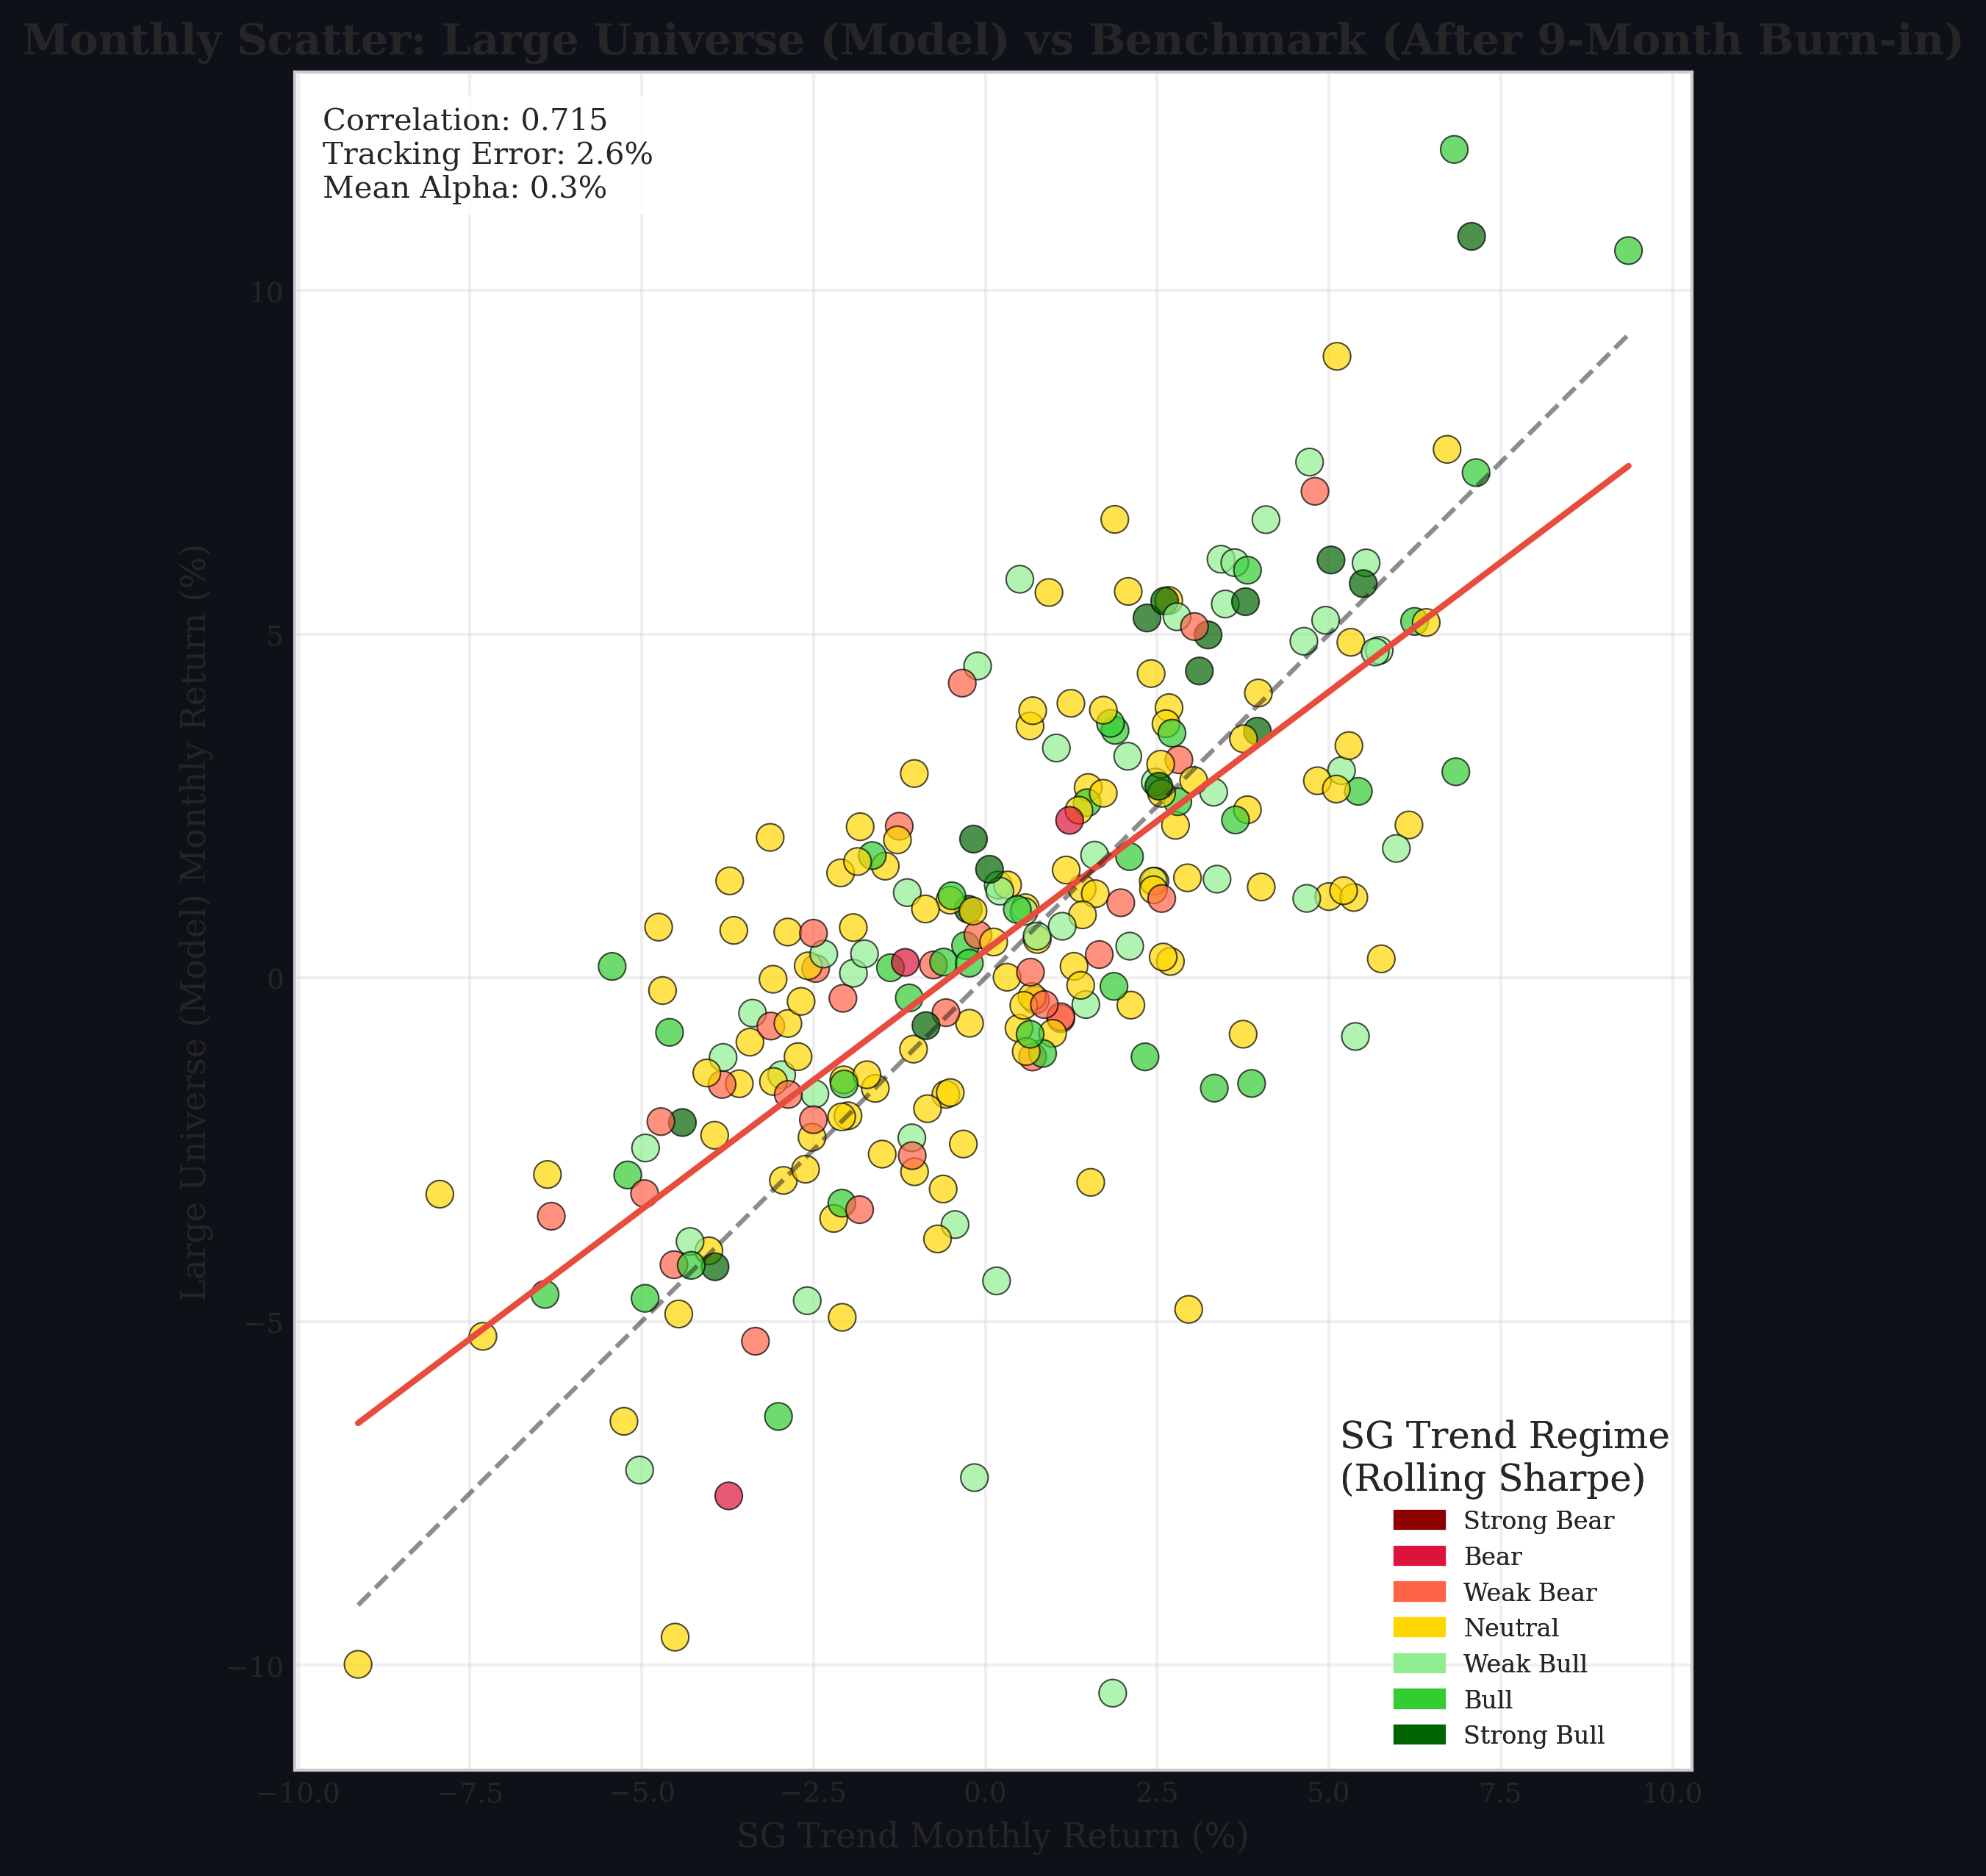 Monthly Scatter: Large Universe (Model) vs Benchmark (After 9-Month Burn-in)
Correlation: 0.715
Tracking Error: 2.6%
Mean Alpha: 0.3%
Large Universe (Model) Monthly Return (%)
10
5
0
−5
−10
SG Trend Regime
(Rolling Sharpe)
Strong Bear
Bear
Weak Bear
Neutral
Weak Bull
Bull
Strong Bull
−10.0 −7.5 −5.0 −2.5 0.0 2.5 5.0 7.5 10.0
SG Trend Monthly Return (%)